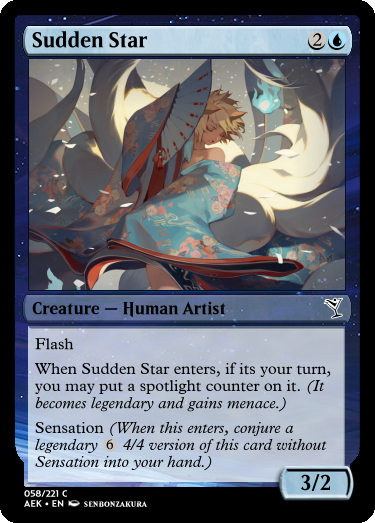 Sudden Star 2
Creature — Human Artist
Flash
When Sudden Star enters, if its your turn,
you may put a spotlight counter on it. (It
becomes legendary and gains menace.)
Sensation (When this enters, conjure a
legendary 6 4/4 version of this card without
Sensation into your hand.)
3/2
058/221 C
AEK • EN SENBONZAKURA